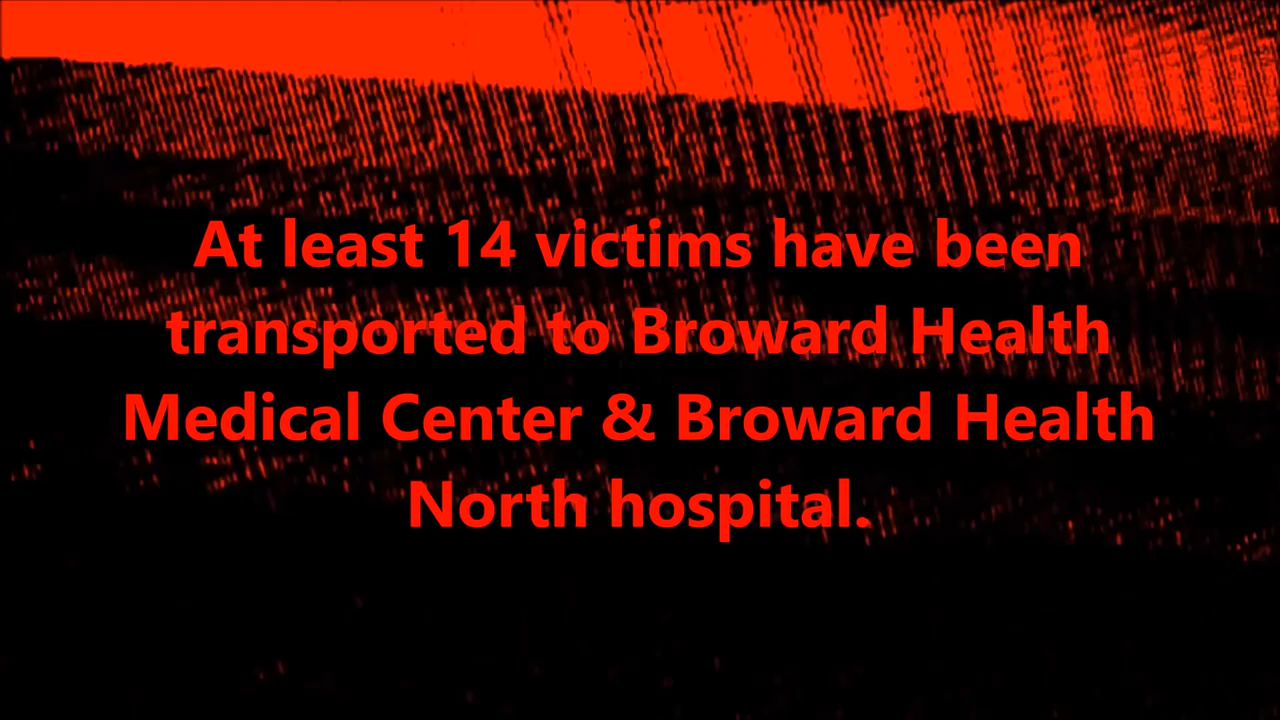 At least 14 victims have been
transported to Broward Health
Medical Center & Broward Health
North hospital.